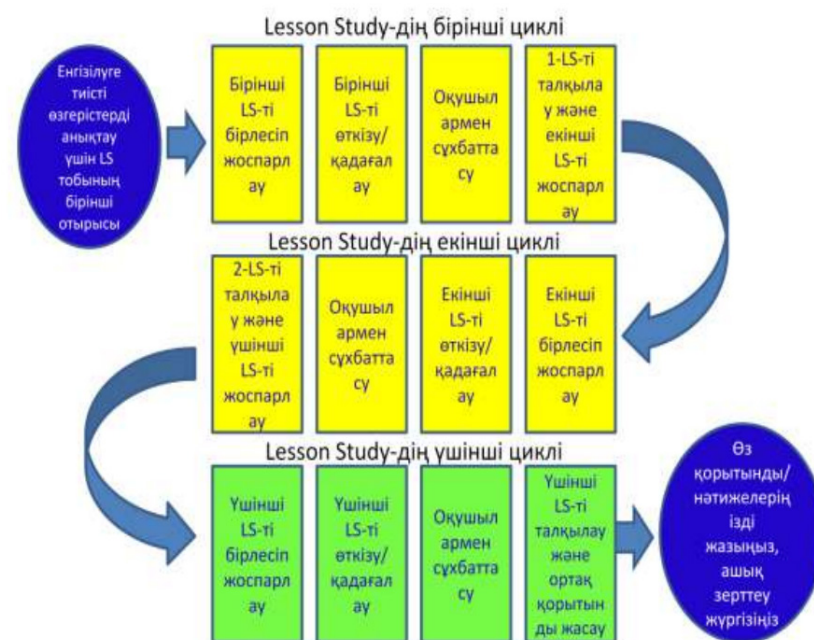 Lesson Study-дің бірінші циклі
Енгізілуге
тиісті
өзгерістерді
анықтау
үшін LS
тобының
бірінші
отырысы
Бірінші
LS-ті
бірлесіп
жоспарл
ау
Бірінші
LS-ті
өткізу/
қадағал
ау
Оқушыл
армен
сұхбатта
су
1-LS-ті
талқыла
у және
екінші
LS-ті
жоспарл
ау
Lesson Study-дің екінші циклі
2-LS-ті
талқыла
у және
үшінші
LS-ті
жоспарл
ау
Оқушыл
армен
сұхбатта
су
Екінші
LS-ті
өткізу/
қадағал
ау
Екінші
LS-ті
бірлесіп
жоспарл
ау
Lesson Study-дің үшінші циклі
Үшінші
LS-ті
бірлесіп
жоспарл
ау
Үшінші
LS-ті
өткізу/
қадағал
ау
Оқушыл
армен
сұхбатта
су
Үшінші
LS-ті
талқылау
және
ортақ
қорытын
ды жасау
Өз
қорытынды/
нәтижелерің
ізді
жазыңыз,
ашық
зерттеу
жүргізіңіз